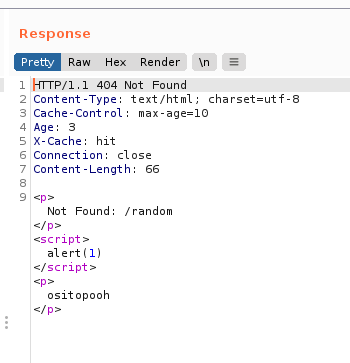 Response
Pretty Raw Hex Render \n
1 HTTP/1.1 404 Not Found
2 Content-Type: text/html; charset=utf-8
3 Cache-Control: max-age=10
4 Age: 3
5 X-Cache: hit
6 Connection: close
7 Content-Length: 66
8
9 <p>
Not Found: /random
</p>
<script>
alert(1)
</script>
<p>
ositopooh
</p>